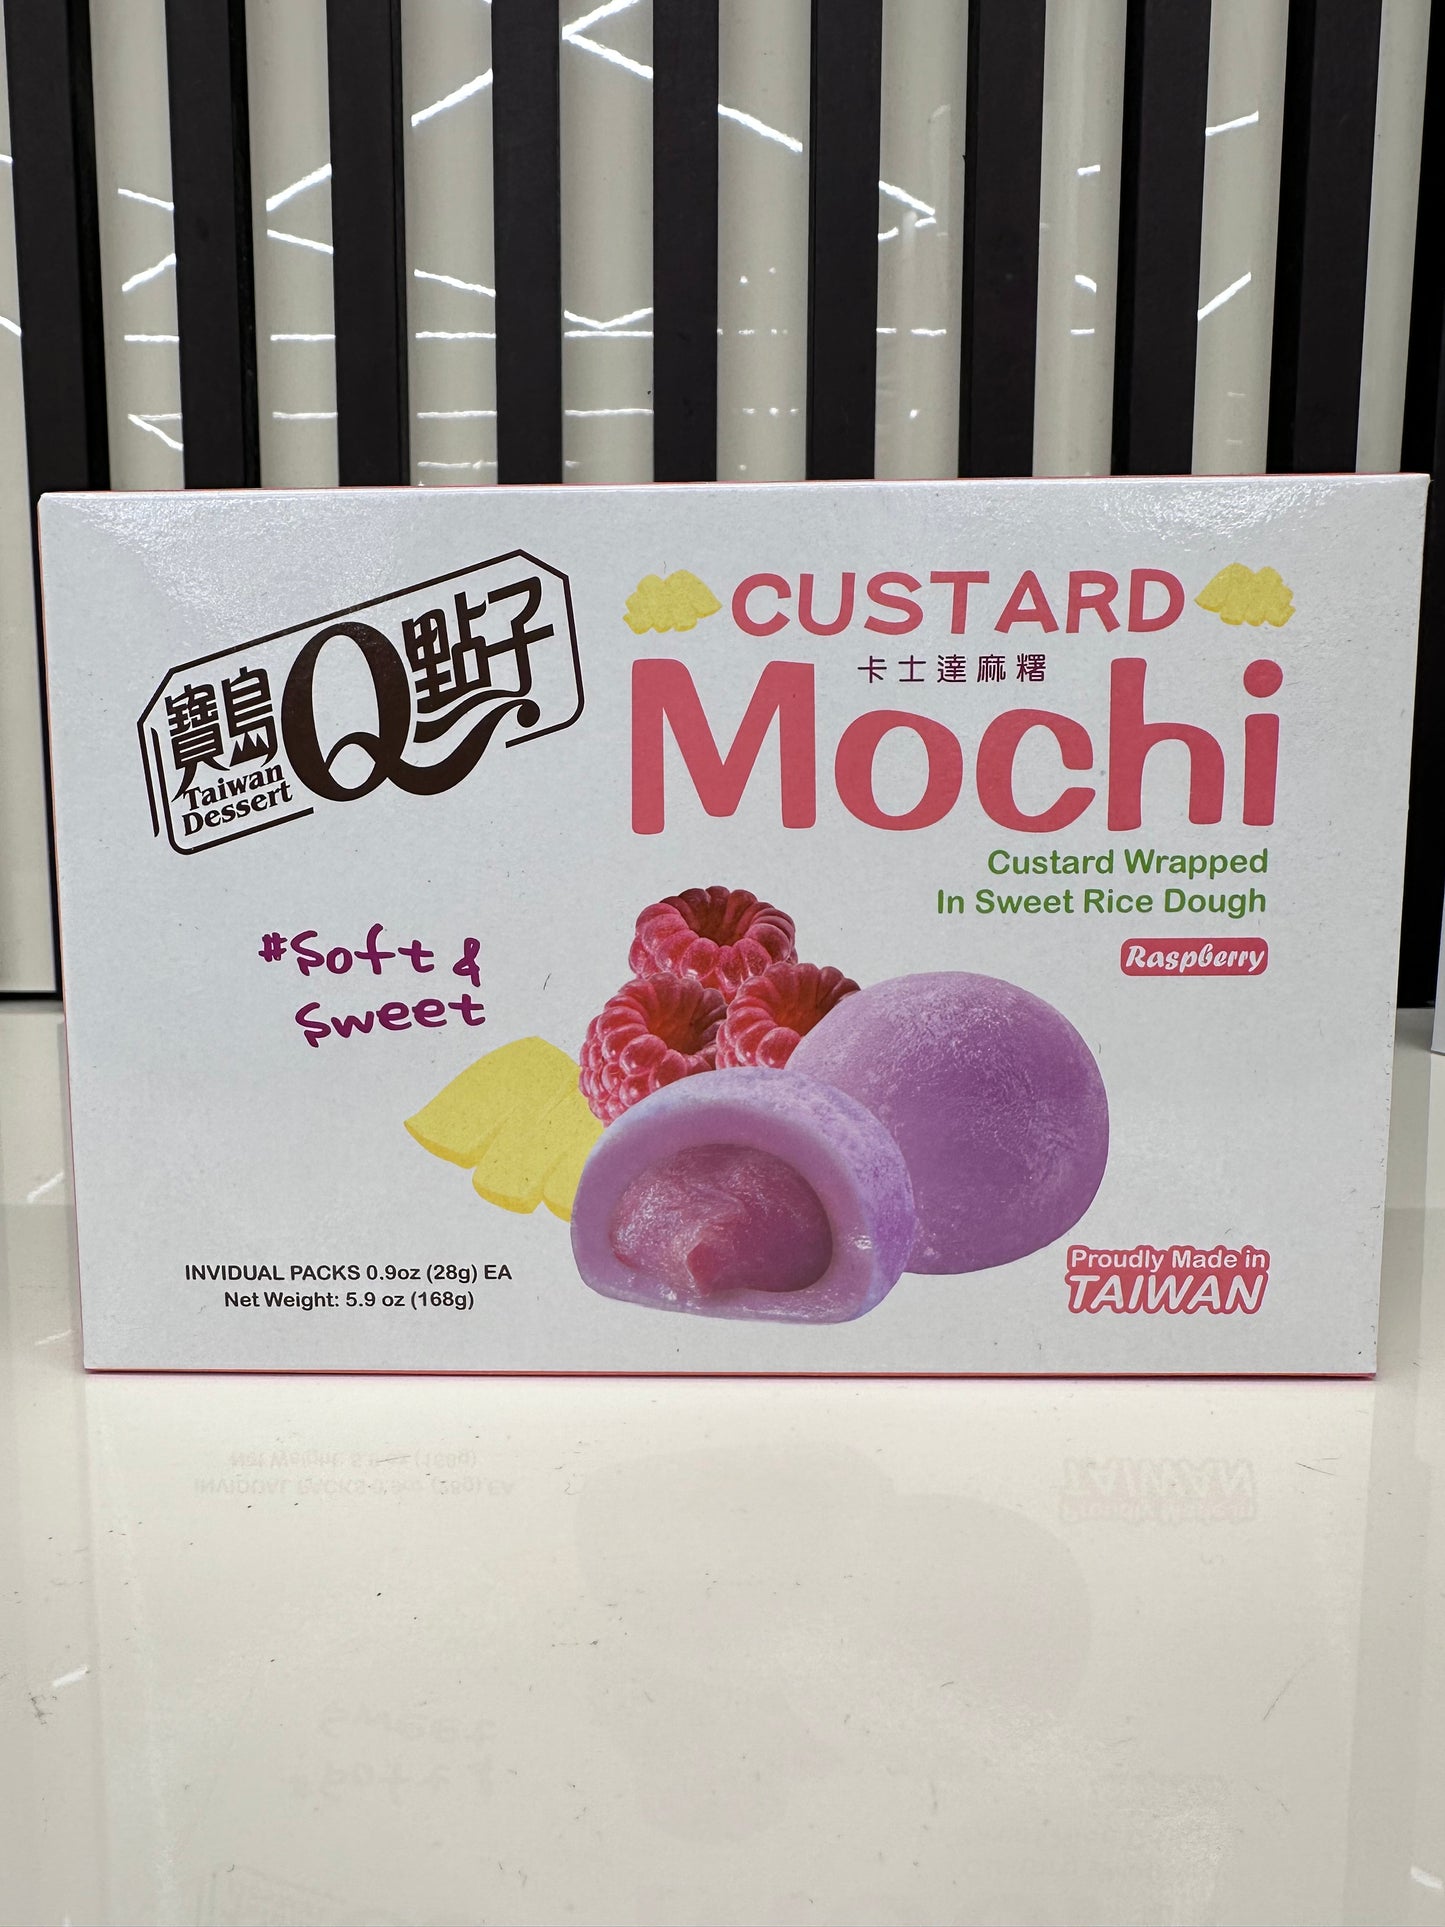 寶島Q點子
Taiwan
Dessert
CUSTARD
卡士達麻糬
Mochi
Custard Wrapped
In Sweet Rice Dough
Raspberry
#Soft &
Sweet
INVIDUAL PACKS 0.9oz (28g) EA
Net Weight: 5.9 oz (168g)
Proudly Made in
TAIWAN